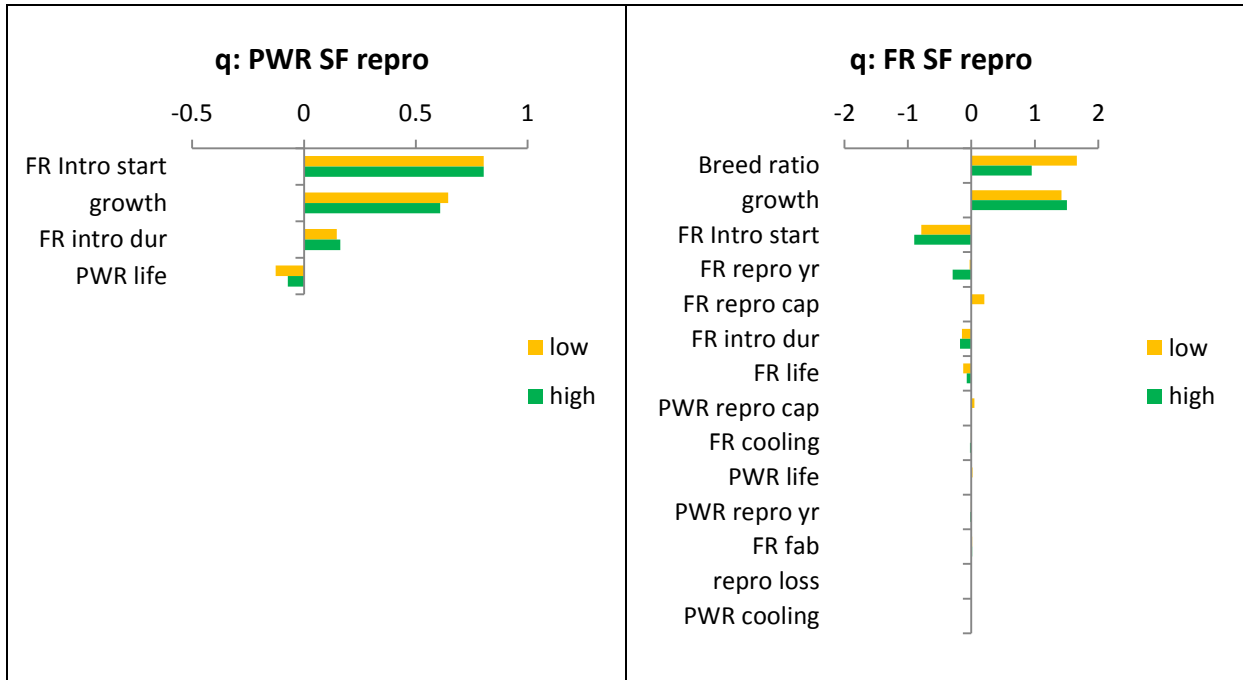 q: PWR SF repro
-0.5 0 0.5 1
FR Intro start
growth
FR intro dur
PWR life
low
high
q: FR SF repro
-2 -1 0 1 2
Breed ratio
growth
FR Intro start
FR repro yr
FR repro cap
FR intro dur
FR life
PWR repro cap
FR cooling
PWR life
PWR repro yr
FR fab
repro loss
PWR cooling
low
high